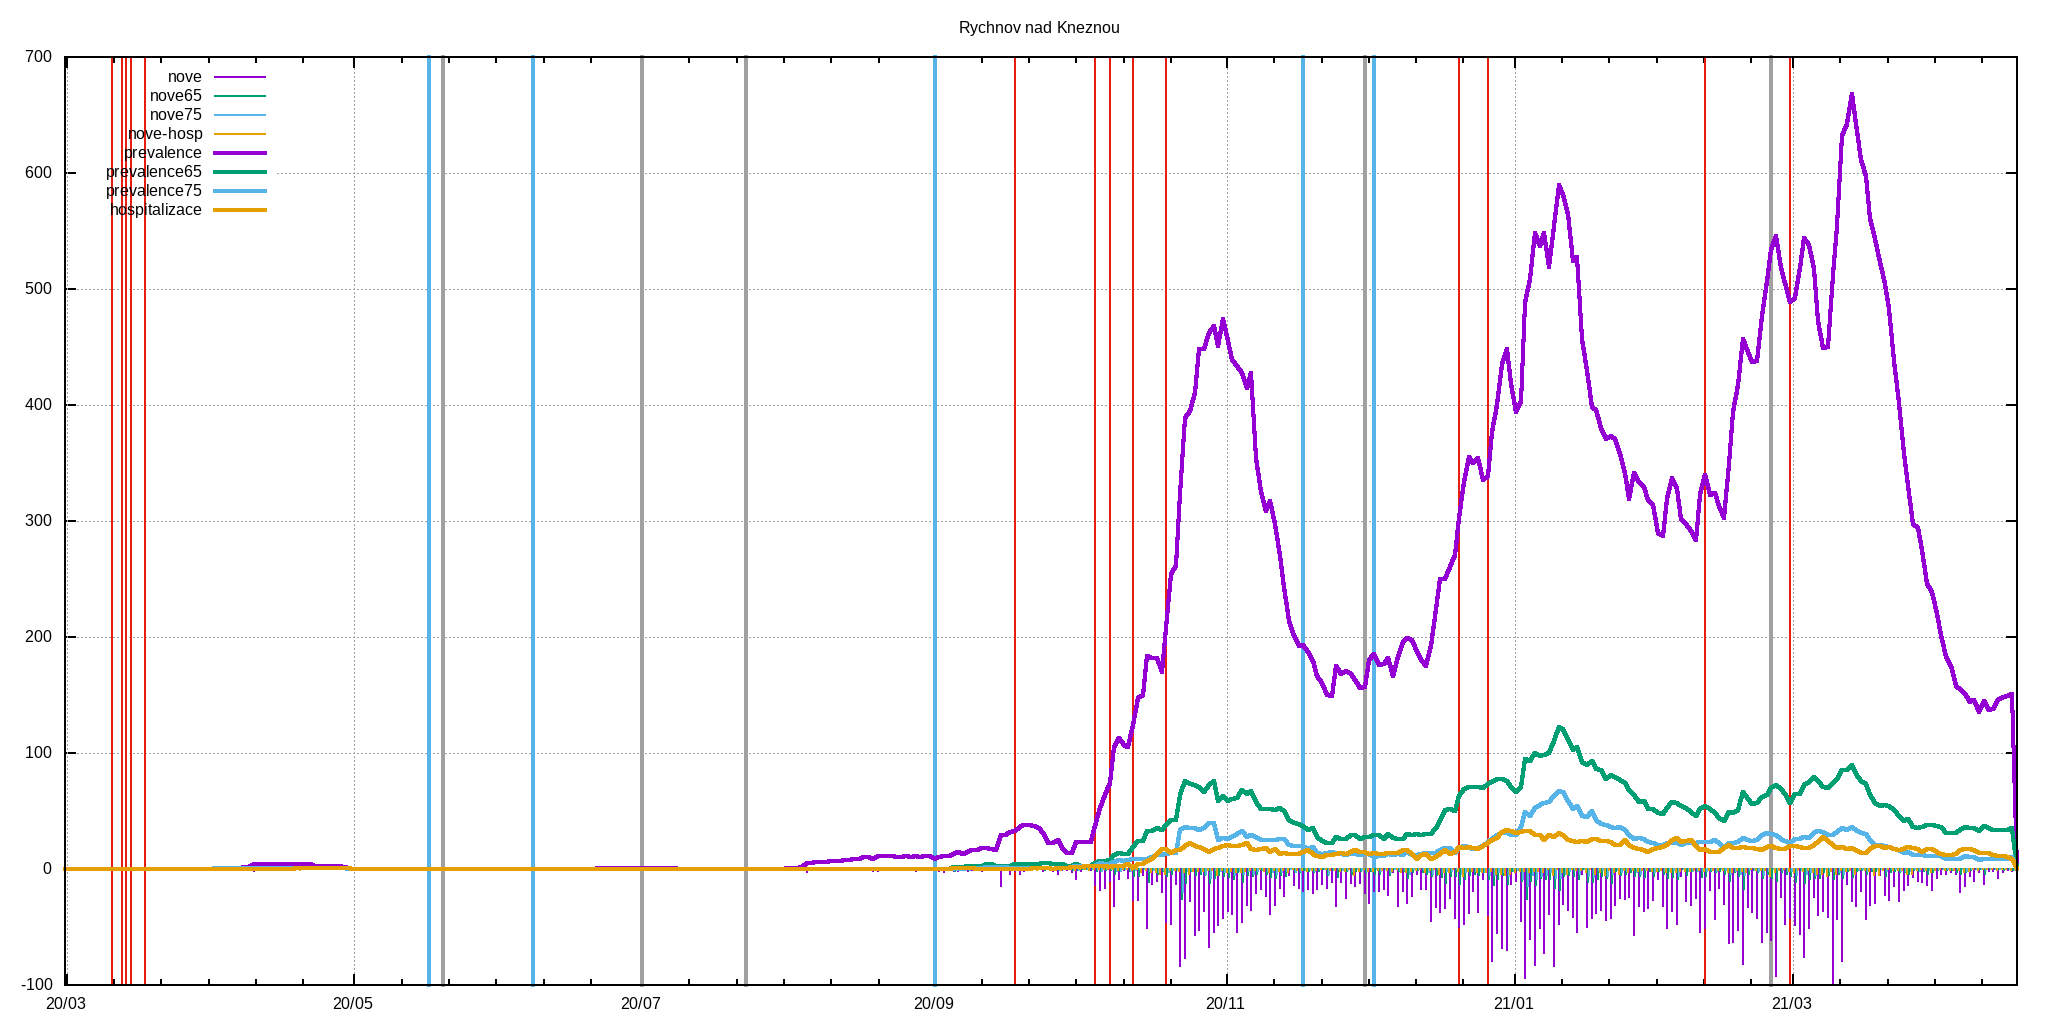 Rychnov nad Kneznou
700
600
500
400
300
200
100
0
-100
nove
nove65
nove75
nove-hosp
prevalence
prevalence65
prevalence75
hospitalizace
20/03 20/05 20/07 20/09 20/11 21/01 21/03